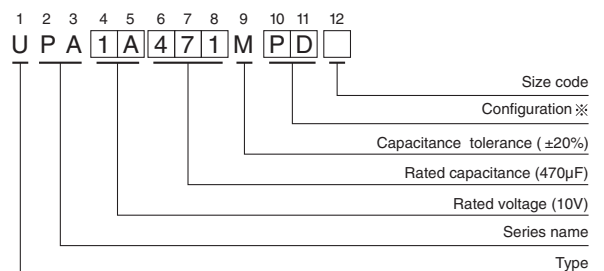 1 2 3 4 5 6 7 8 9 10 11 12
U P A 1 A 4 7 1 M P D
Size code
Configuration ※
Capacitance tolerance ( ±20%)
Rated capacitance (470µF)
Rated voltage (10V)
Series name
Type